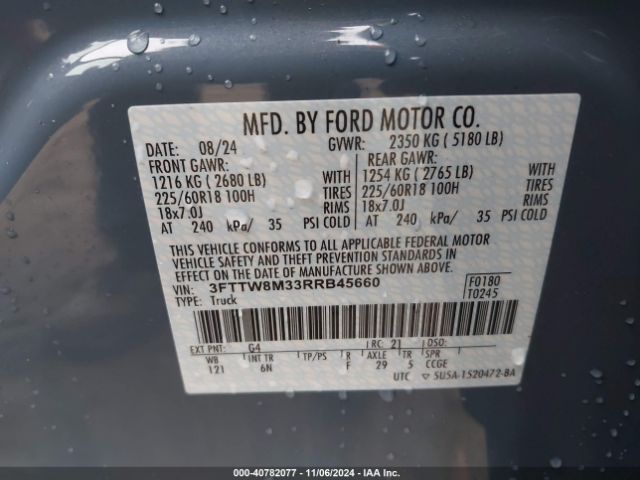 MFD. BY FORD MOTOR CO.
DATE: 08/24 GVWR: 2350 KG ( 5180 LB)
FRONT GAWR: REAR GAWR:
1216 KG ( 2680 LB) WITH 1254 KG ( 2765 LB) WITH
225/60R18 100H TIRES 225/60R18 100H TIRES
18x7.0J RIMS 18x7.0J RIMS
AT 240 kPa/ 35 PSI COLD AT 240 kPa/ 35 PSI COLD
THIS VEHICLE CONFORMS TO ALL APPLICABLE FEDERAL MOTOR
VEHICLE SAFETY AND THEFT PREVENTION STANDARDS IN
EFFECT ON THE DATE OF MANUFACTURE SHOWN ABOVE.
VIN: 3FTTW8M33RRB45660 F0180
TYPE: Truck T0245
EXT PNT: G4 RC: 21 DSO:
WB INT TR TP/PS R AXLE TR SPR
121 6N F 29 5 CCGE
UTC ▽ SU5A-1520472-BA
© - 40782077 - 11/06/2024 - IAA Inc.